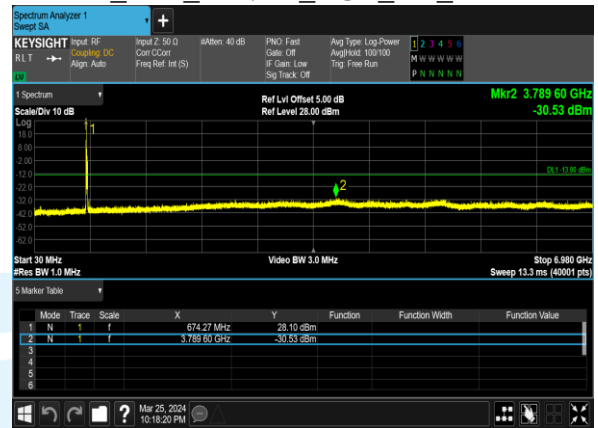 Spectrum Analyzer 1
Swept SA
KEYSIGHT Input: RF Input Z: 50 Ω #Atten: 40 dB PNO: Fast Avg Type: Log-Power 1 2 3 4 5 6
RLT Coupling: DC Corr CCorr Gate: Off Avg|Hold: 100/100 M W W W W W
Align: Auto Freq Ref: Int (S) IF Gain: Low Trig: Free Run
Sig Track: Off P N N N N N
LW
1 Spectrum Ref Lvl Offset 5.00 dB Mkr2 3.789 60 GHz
Scale/Div 10 dB Ref Level 28.00 dBm -30.53 dBm
Log
1
18.0
8.00
-2.00
-12.0 DL1 -13.00 dBm
-22.0 2
-32.0
-42.0
-52.0
-62.0
Start 30 MHz Video BW 3.0 MHz Stop 6.980 GHz
#Res BW 1.0 MHz Sweep 13.3 ms (40001 pts)
5 Marker Table
Mode Trace Scale X Y Function Function Width Function Value
1 N 1 f 674.27 MHz 28.10 dBm
2 N 1 f 3.789 60 GHz -30.53 dBm
3
4
5
6
? Mar 25, 2024
10:18:20 PM